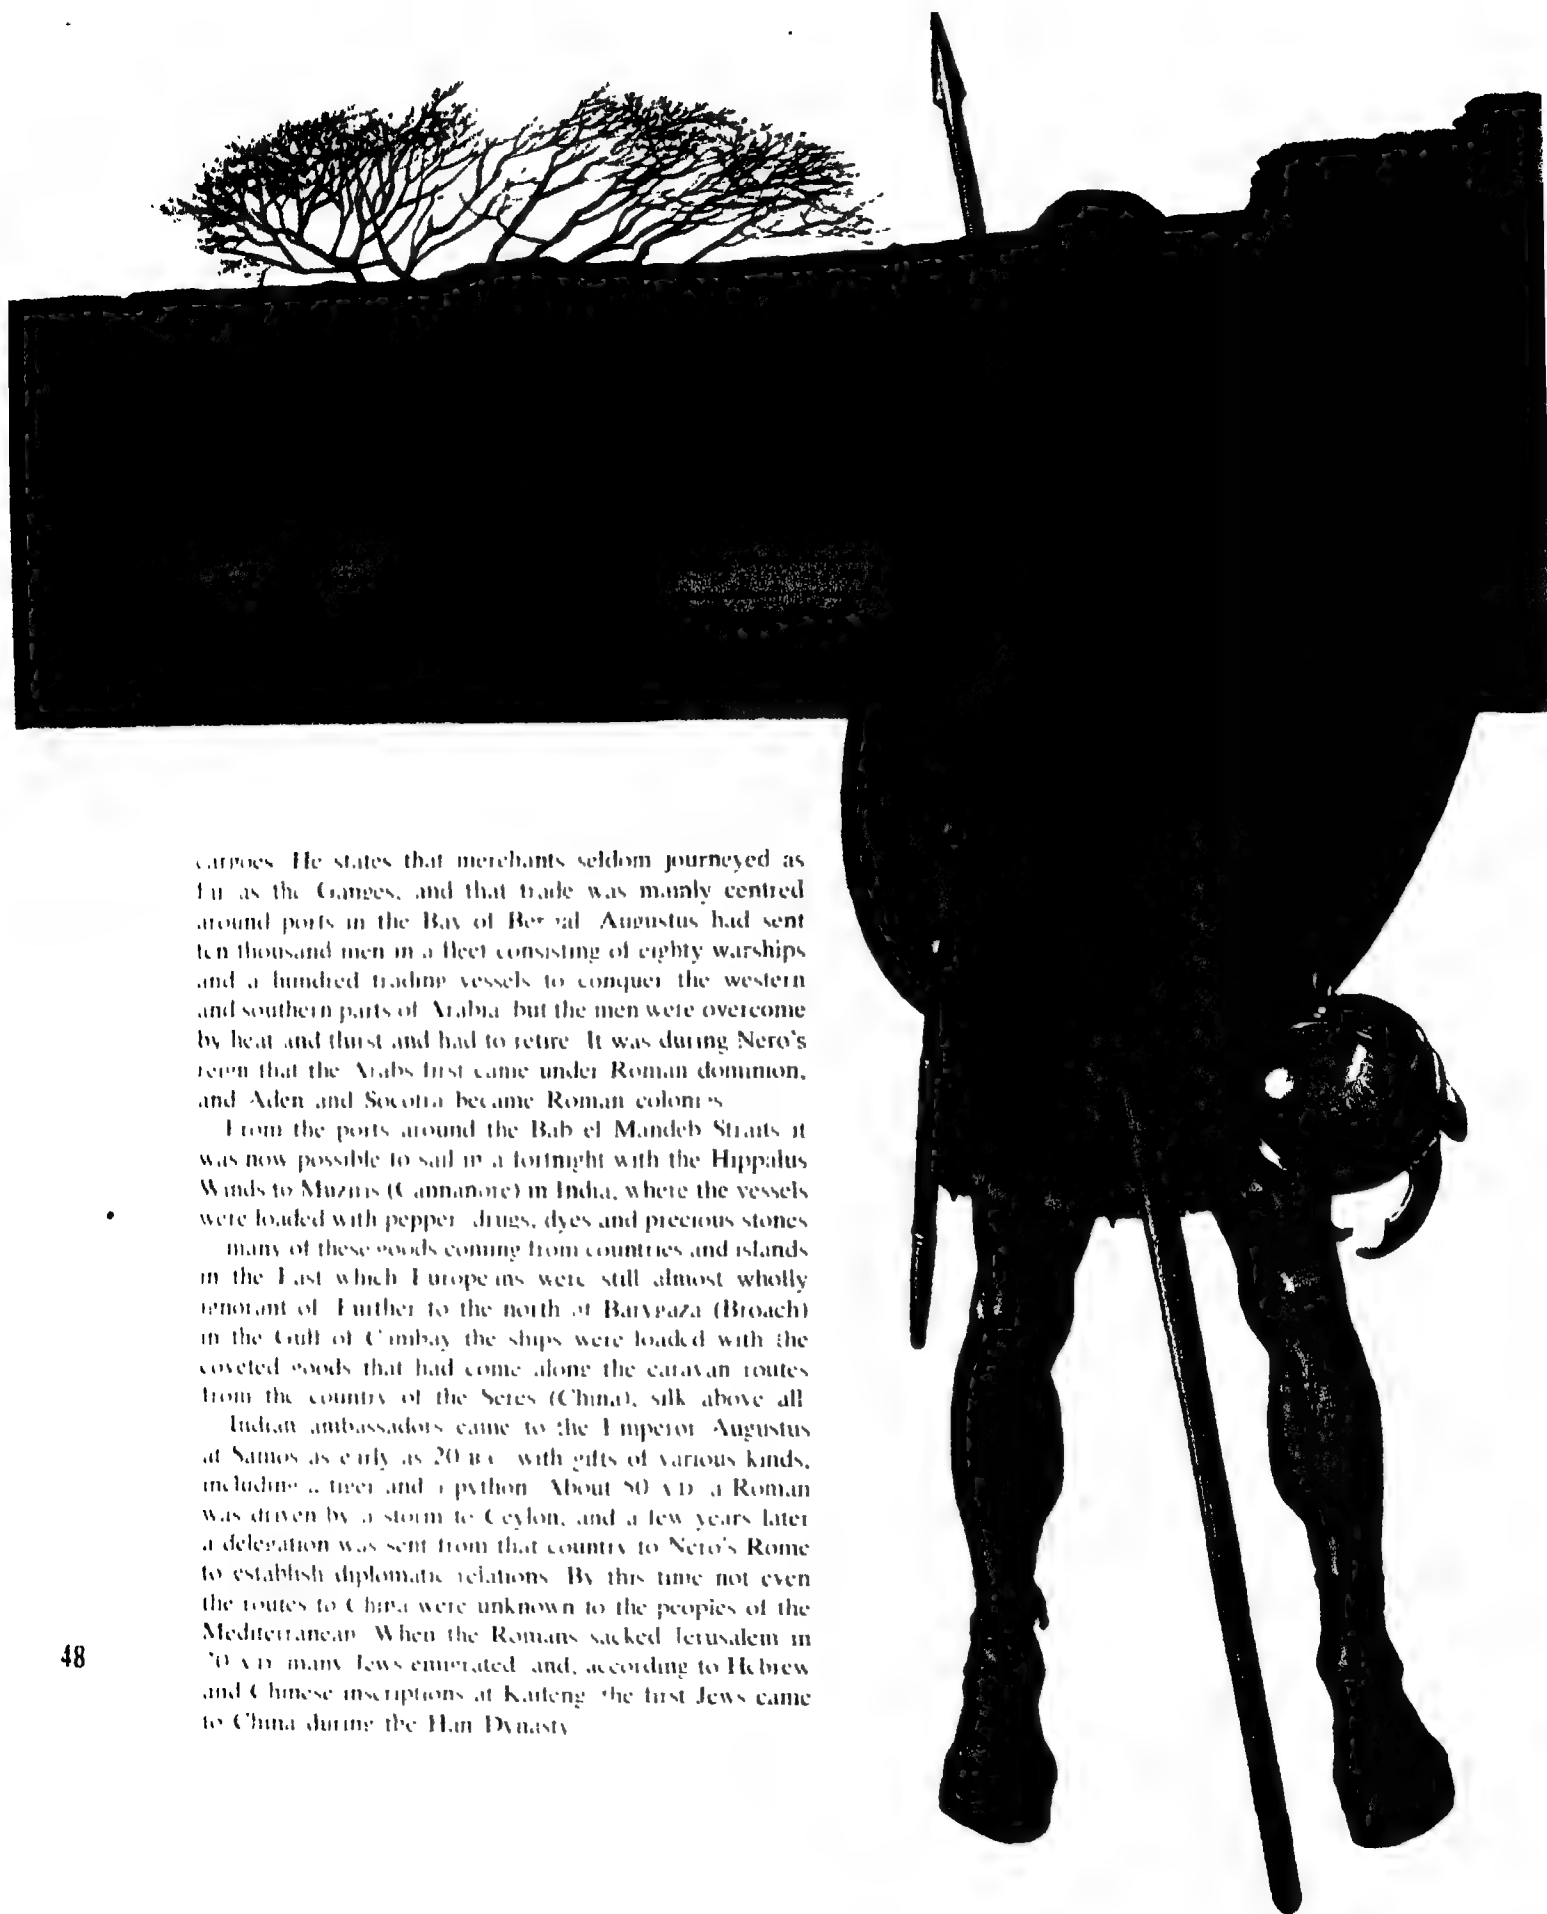 cargoes. He states that merchants seldom journeyed as
far as the Ganges, and that trade was mainly centred
around ports in the Bay of Bengal. Augustus had sent
ten thousand men in a fleet consisting of eighty warships
and a hundred trading vessels to conquer the western
and southern parts of Arabia, but the men were overcome
by heat and thirst and had to retire. It was during Nero's
reign that the Arabs first came under Roman dominion,
and Aden and Socotra became Roman colonies.
From the ports around the Bab el Mandeb Straits it
was now possible to sail in a fortnight with the Hippalus
Winds to Muziris (Cannanore) in India, where the vessels
were loaded with pepper, drugs, dyes and precious stones
many of these goods coming from countries and islands
in the East which Europeans were still almost wholly
ignorant of. Further to the north at Barygaza (Broach)
in the Gulf of Cambay the ships were loaded with the
coveted goods that had come along the caravan routes
from the country of the Seres (China), silk above all.
Indian ambassadors came to the Emperor Augustus
at Samos as early as 20 B.C. with gifts of various kinds,
including a tiger and a python. About 50 A.D. a Roman
was driven by a storm to Ceylon, and a few years later
a delegation was sent from that country to Nero's Rome
to establish diplomatic relations. By this time not even
the routes to China were unknown to the peoples of the
Mediterranean. When the Romans sacked Jerusalem in
70 A.D. many Jews emigrated, and, according to Hebrew
and Chinese inscriptions at Kaifeng, the first Jews came
to China during the Han Dynasty.
48